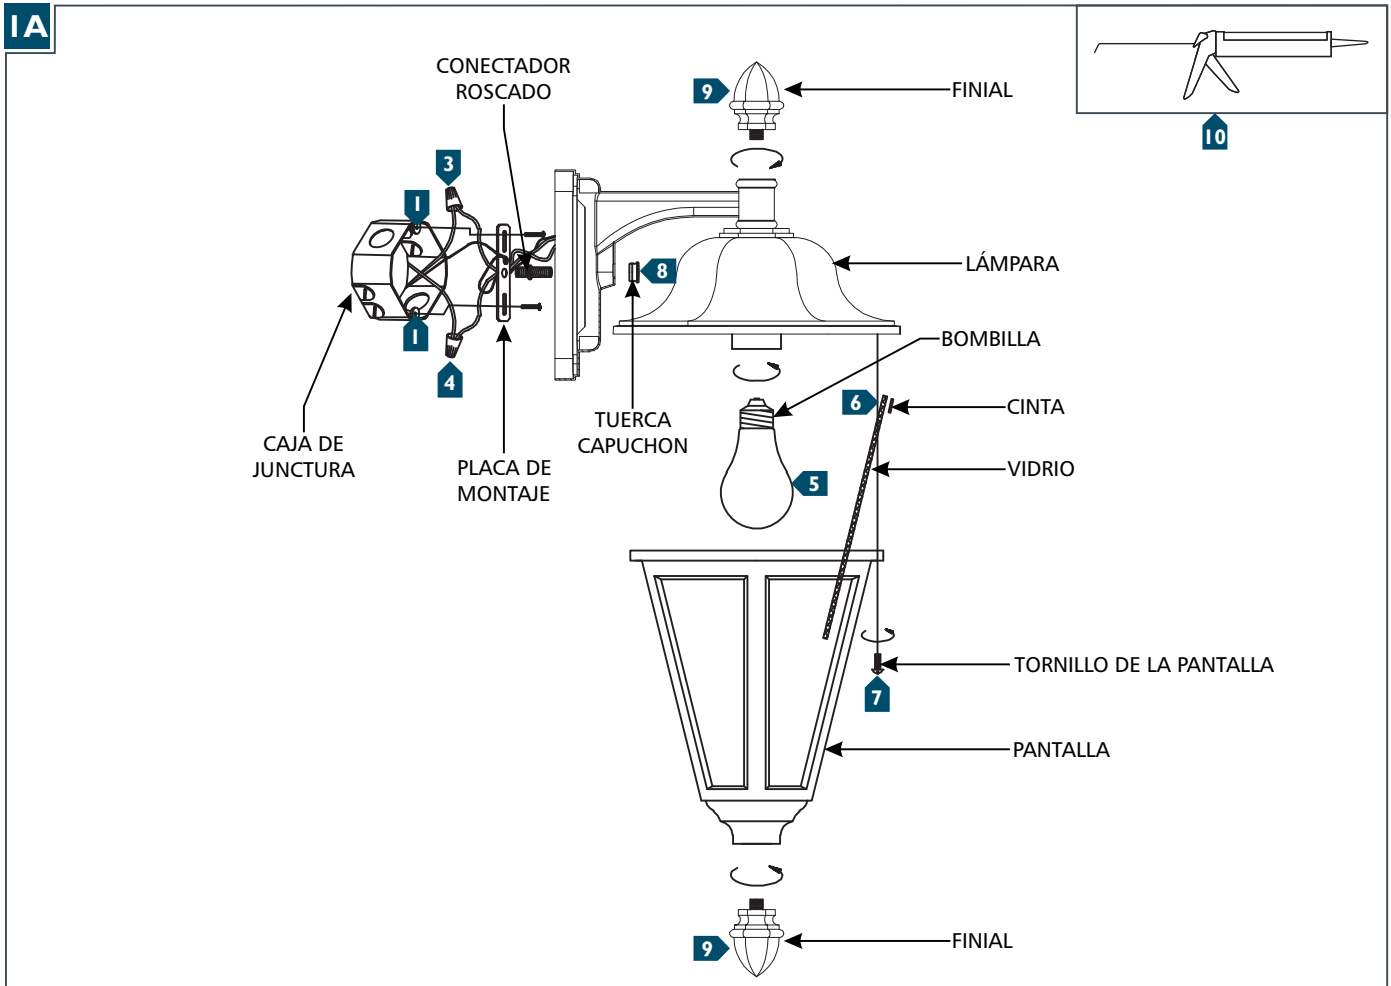 1A
CONECTADOR
ROSCADO
9
FINIAL
10
3
1
8
LÁMPARA
1
4
BOMBILLA
6
CINTA
TUERCA
CAPUCHON
CAJA DE
JUNCTURA
PLACA DE
MONTAJE
VIDRIO
5
TORNILLO DE LA PANTALLA
7
PANTALLA
9
FINIAL